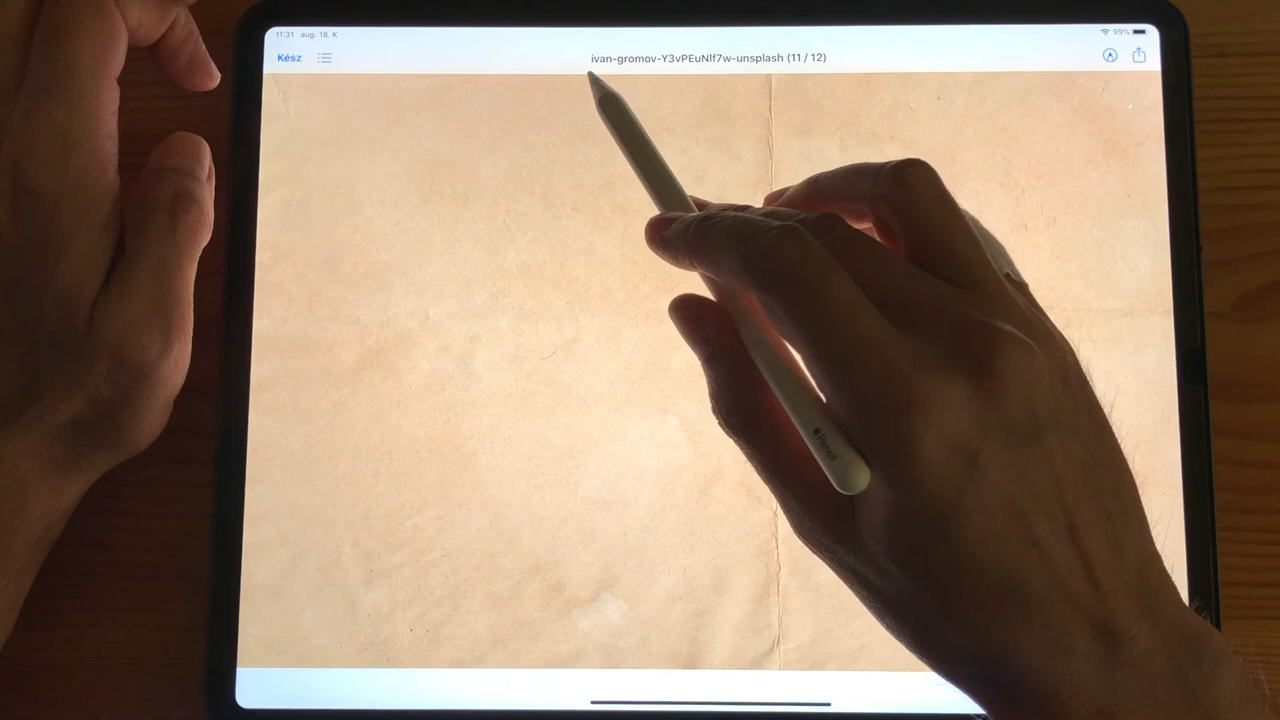 11:31 aug. 18. K 99%
Kész ivan-gromov-Y3vPEuNlf7w-unsplash (11 / 12)
Pencil